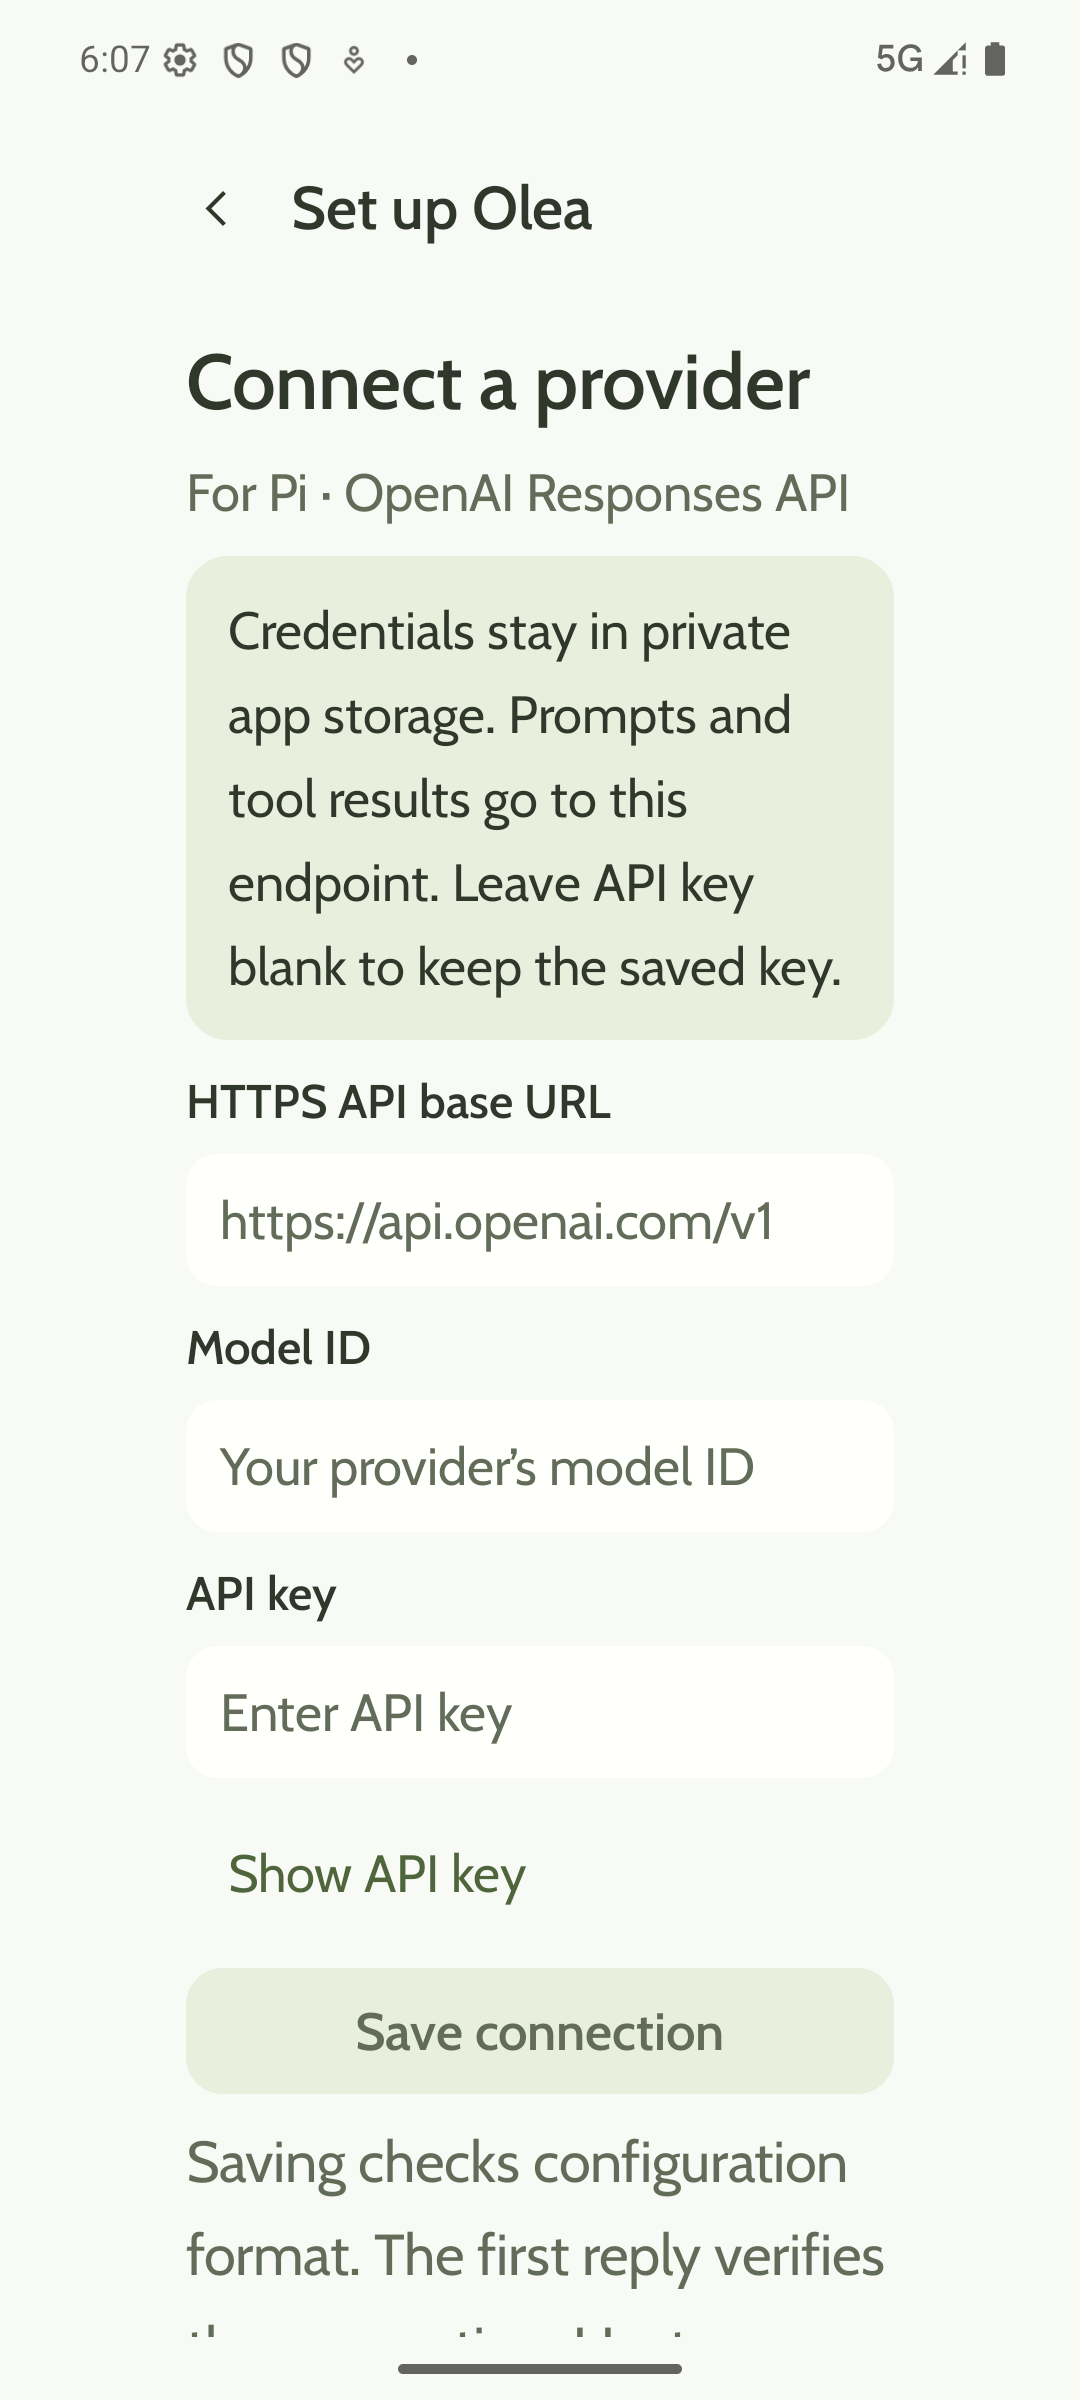 6:07
5G
Set up Olea
Connect a provider
For Pi · OpenAI Responses API
Credentials stay in private
app storage. Prompts and
tool results go to this
endpoint. Leave API key
blank to keep the saved key.
HTTPS API base URL
https://api.openai.com/v1
Model ID
Your provider’s model ID
API key
Enter API key
Show API key
Save connection
Saving checks configuration
format. The first reply verifies